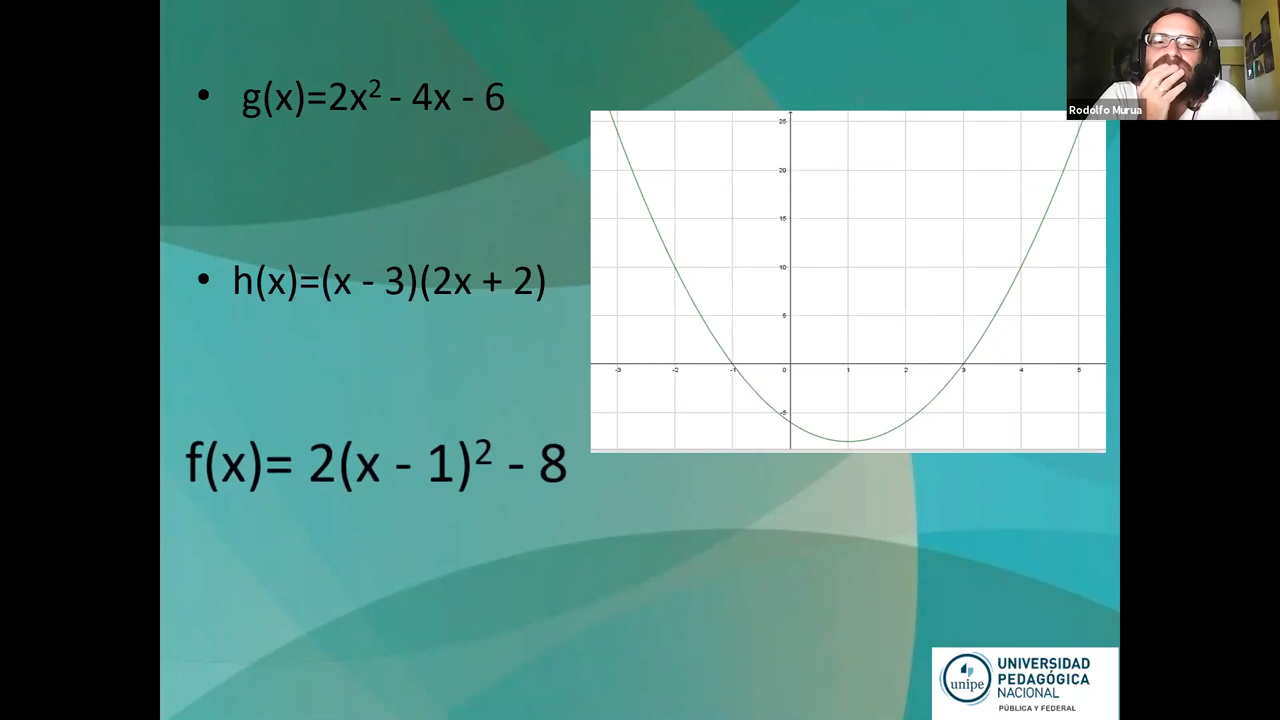 • g(x)=2x² - 4x - 6
Rodolfo Murua
25
20
15
10
5
-3 -2 -1 0 1 2 3 4 5
-5
• h(x)=(x - 3)(2x + 2)
f(x)= 2(x - 1)² - 8
unipe
UNIVERSIDAD
PEDAGÓGICA
NACIONAL
PÚBLICA Y FEDERAL